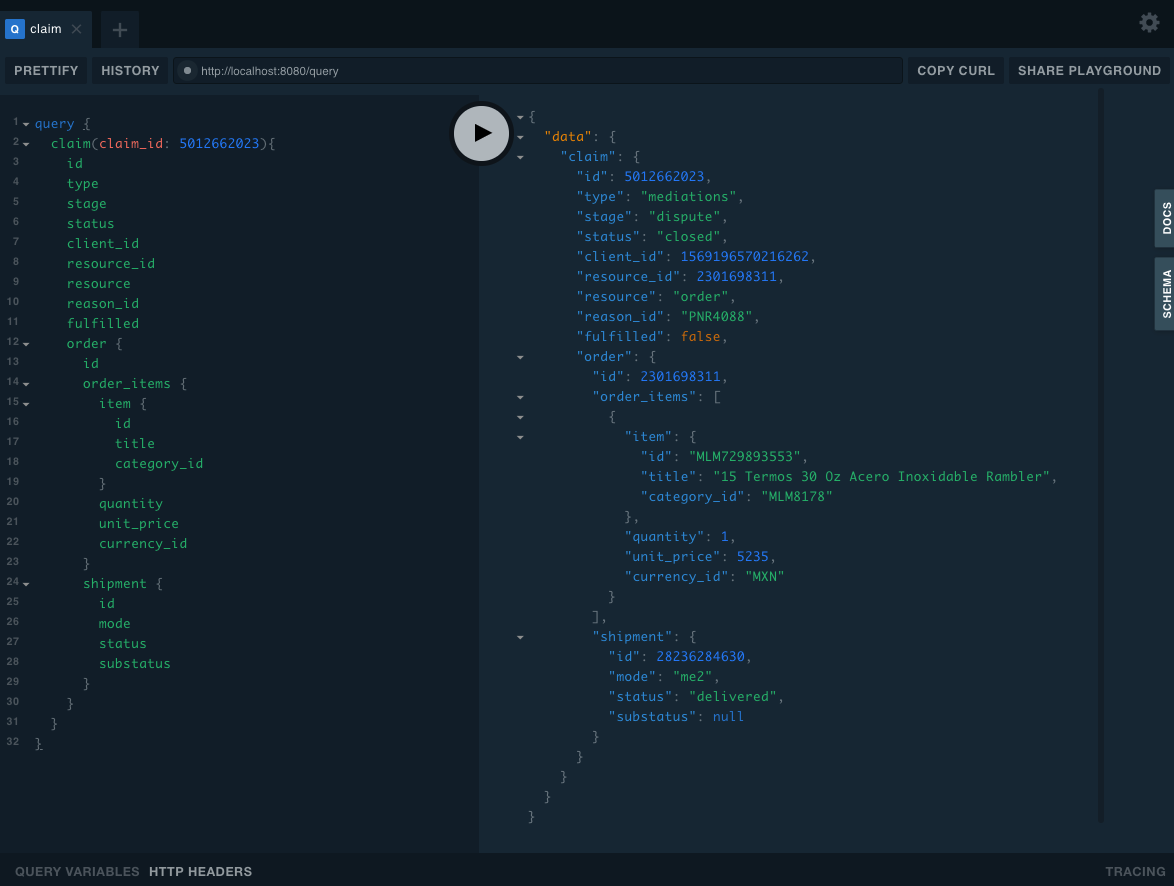 Q claim
PRETTIFY HISTORY http://localhost:8080/query COPY CURL SHARE PLAYGROUND
1 query {
2 claim(claim_id: 5012662023){
3 id
4 type
5 stage
6 status
7 client_id
8 resource_id
9 resource
10 reason_id
11 fulfilled
12 order {
13 id
14 order_items {
15 item {
16 id
17 title
18 category_id
19 }
20 quantity
21 unit_price
22 currency_id
23 }
24 shipment {
25 id
26 mode
27 status
28 substatus
29 }
30 }
31 }
32 }
{
"data": {
"claim": {
"id": 5012662023,
"type": "mediations",
"stage": "dispute",
"status": "closed",
"client_id": 1569196570216262,
"resource_id": 2301698311,
"resource": "order",
"reason_id": "PNR4088",
"fulfilled": false,
"order": {
"id": 2301698311,
"order_items": [
{
"item": {
"id": "MLM729893553",
"title": "15 Termos 30 Oz Acero Inoxidable Rambler",
"category_id": "MLM8178"
},
"quantity": 1,
"unit_price": 5235,
"currency_id": "MXN"
}
],
"shipment": {
"id": 28236284630,
"mode": "me2",
"status": "delivered",
"substatus": null
}
}
}
}
}
DOCS
SCHEMA
QUERY VARIABLES HTTP HEADERS TRACING